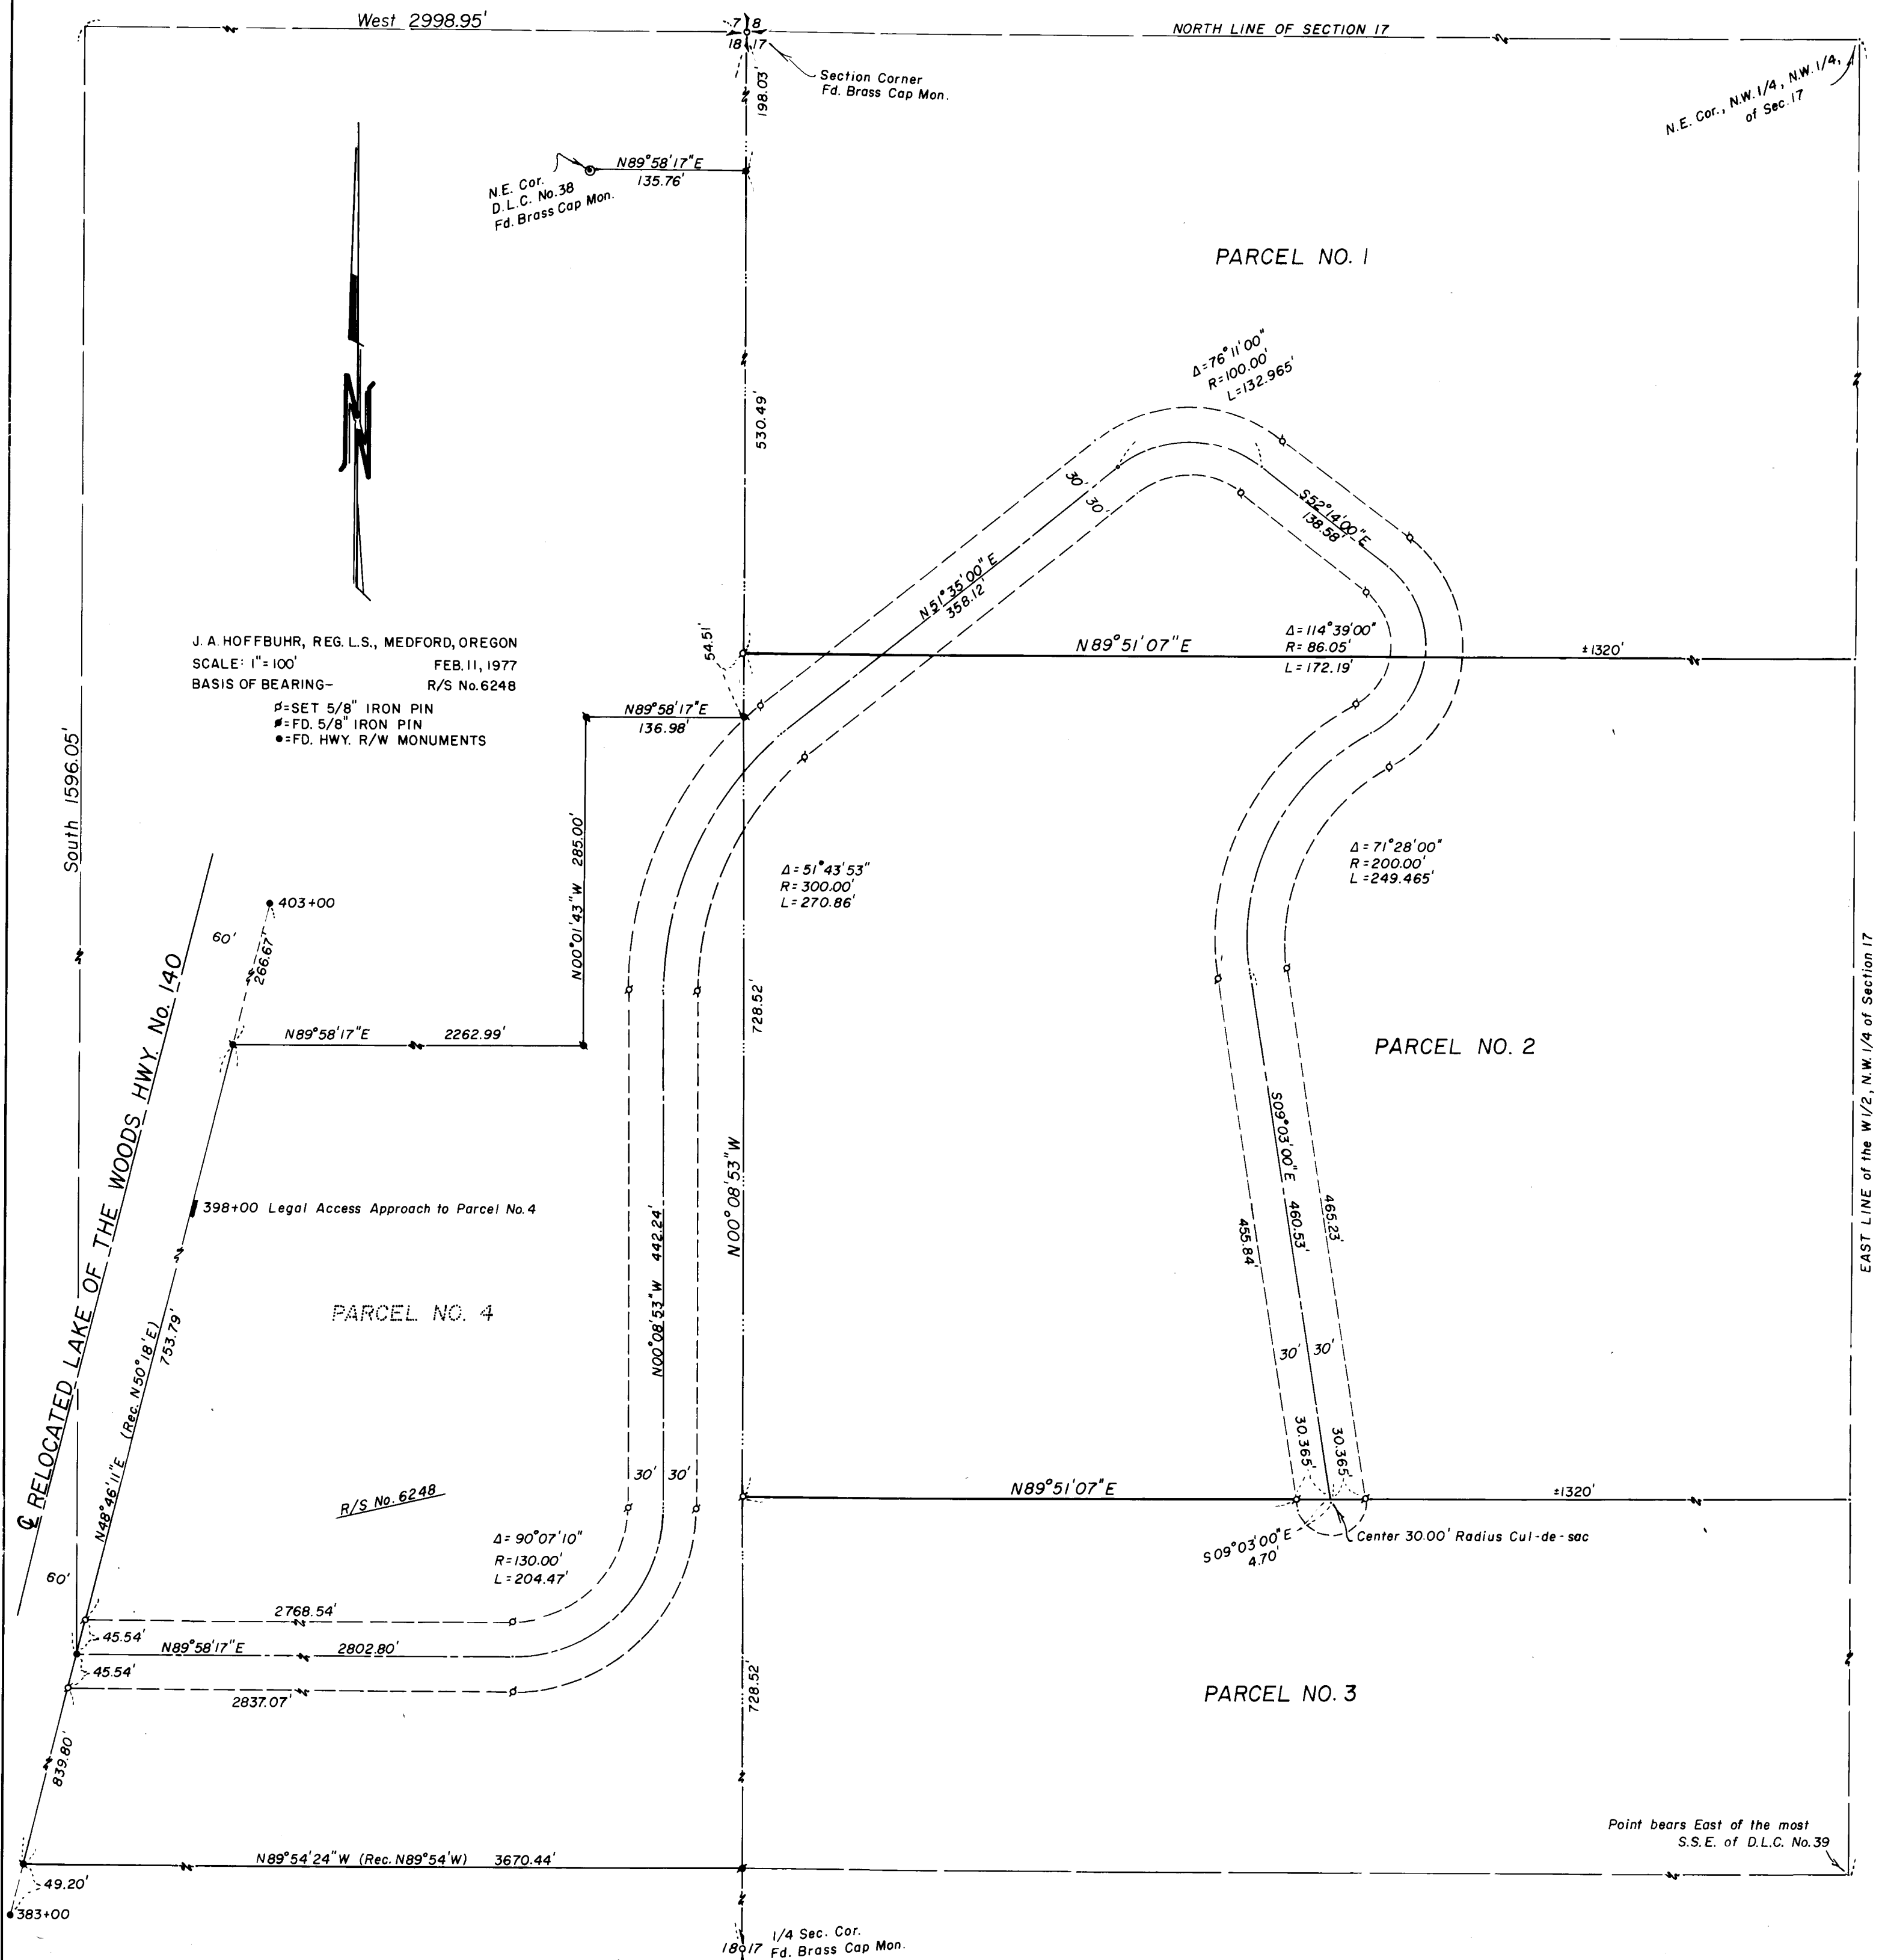 West 2998.95'
7 8
18 17
NORTH LINE OF SECTION 17
Section Corner
Fd. Brass Cap Mon.
198.03'
N.E. Cor., N.W. 1/4, N.W. 1/4,
of Sec. 17
N89°58'17"E
135.76'
N.E. Cor.
D.L.C. No.38
Fd. Brass Cap Mon.
PARCEL NO. 1
N
Δ=76°11'00"
R=100.00'
L=132.965'
530.49'
30' 30'
S52°14'00"E
138.58'
N51°35'00"E
358.12'
J. A. HOFFBUHR, REG. L.S., MEDFORD, OREGON
SCALE: 1"=100' FEB. 11, 1977
BASIS OF BEARING- R/S No.6248
=SET 5/8" IRON PIN
=FD. 5/8" IRON PIN
●=FD. HWY. R/W MONUMENTS
54.51'
N89°51'07"E
Δ=114°39'00"
R=86.05'
L=172.19'
±1320'
N89°58'17"E
136.98'
South 1596.05'
N00°01'43"W 285.00'
Δ=51°43'53"
R=300.00'
L=270.86'
Δ=71°28'00"
R=200.00'
L=249.465'
403+00
60'
266.67'
N89°58'17"E 2262.99'
728.52'
PARCEL NO. 2
EAST LINE of the W 1/2, N.W. 1/4 of Section 17
℄ RELOCATED LAKE OF THE WOODS HWY. No. 140
398+00 Legal Access Approach to Parcel No.4
N00°08'53"W
N00°08'53"W 442.24'
S09°03'00"E 460.53'
465.23'
455.84'
PARCEL NO. 4
N48°46'11"E (Rec. N50°18'E)
753.79'
30' 30'
30.365' 30.365'
R/S No. 6248
30' 30'
N89°51'07"E
±1320'
Δ=90°07'10"
R=130.00'
L=204.47'
S09°03'00"E
4.70'
Center 30.00' Radius Cul-de-sac
60'
2768.54'
45.54'
N89°58'17"E 2802.80'
45.54'
2837.07'
728.52'
PARCEL NO. 3
839.80'
Point bears East of the most
S.S.E. of D.L.C. No.39
N89°54'24"W (Rec. N89°54'W) 3670.44'
49.20'
383+00
1/4 Sec. Cor.
18 17 Fd. Brass Cap Mon.